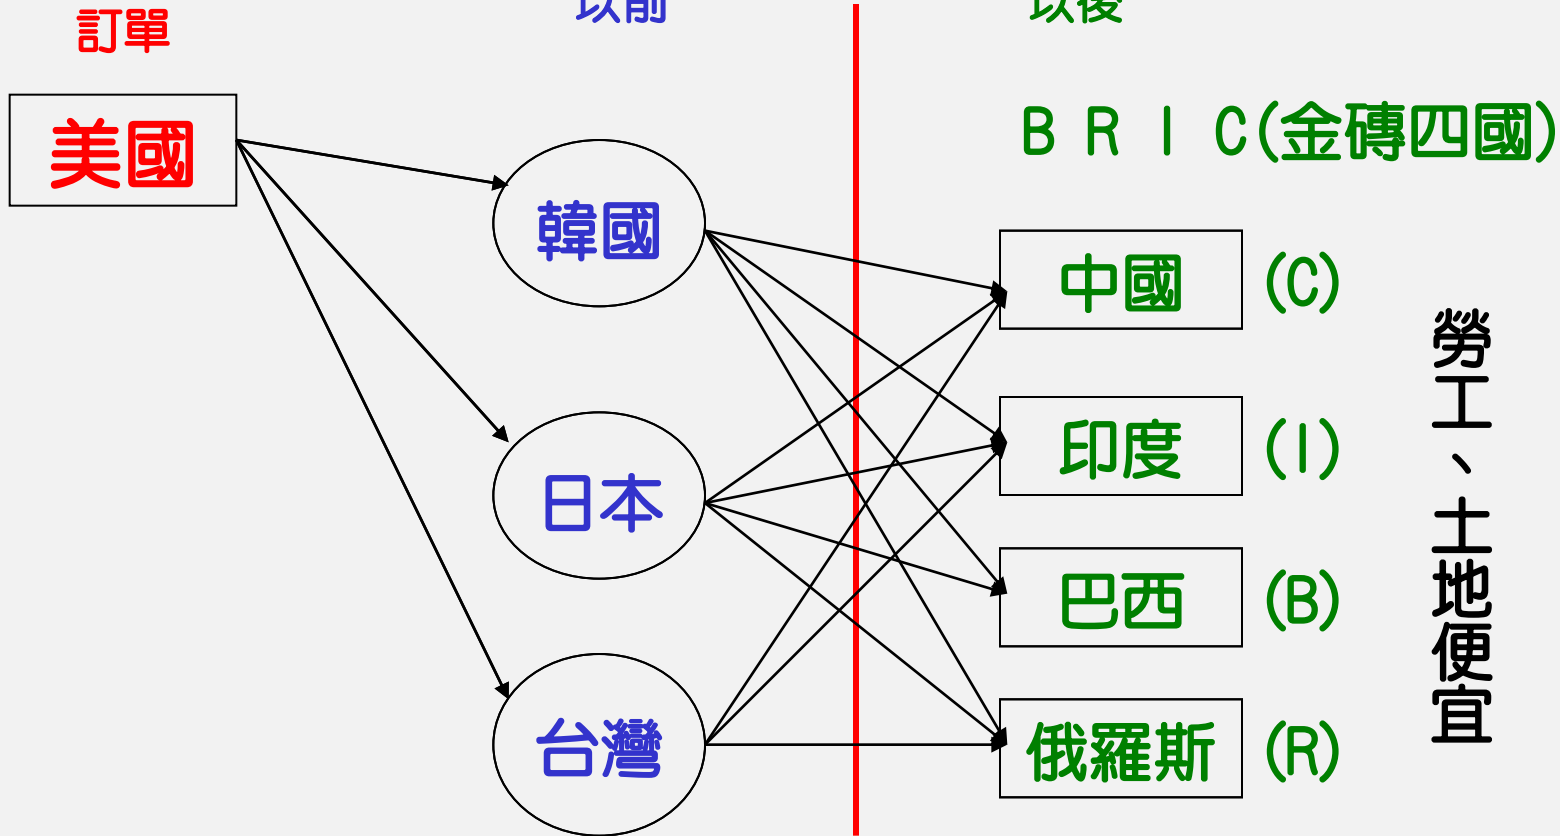 訂單
以前
以後
美國
BRIC(金磚四國)
韓國
日本
台灣
中國 (C)
印度 (I)
巴西 (B)
俄羅斯 (R)
勞工、土地便宜